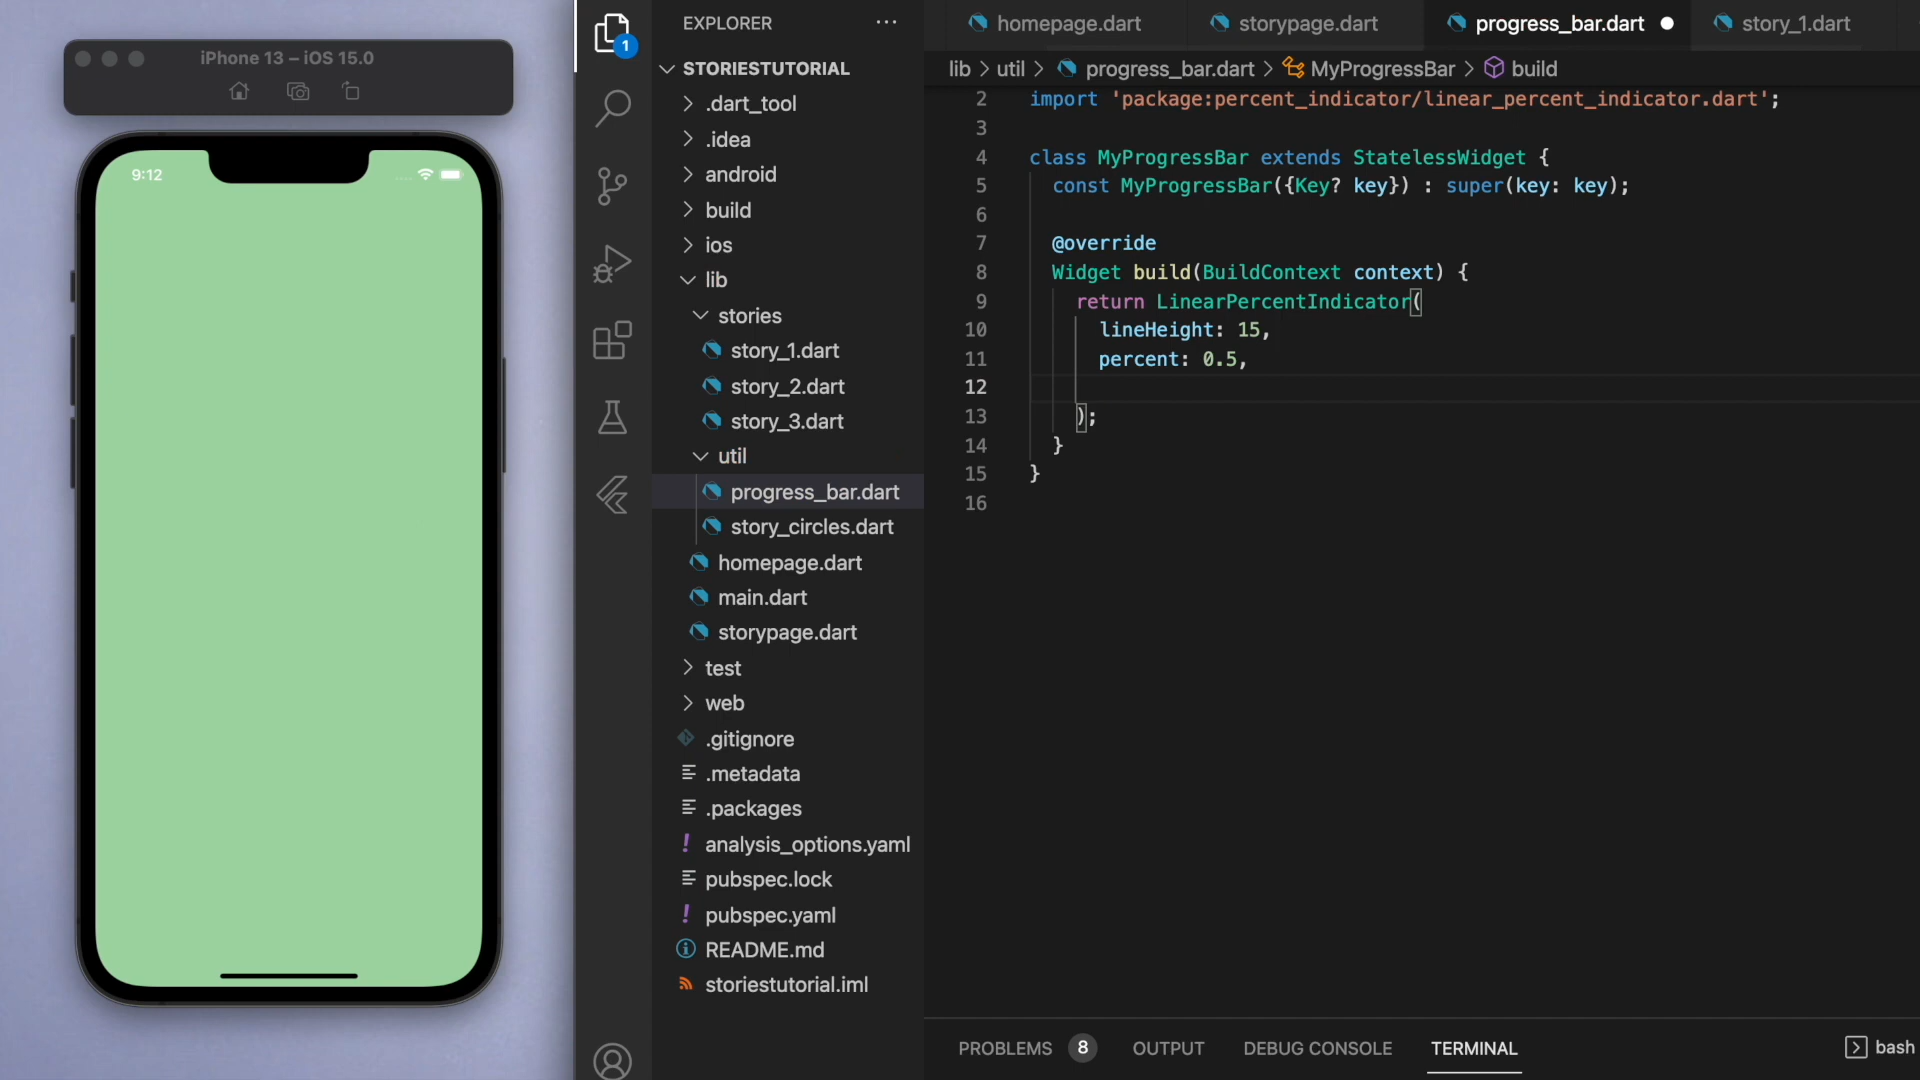 iPhone 13 – iOS 15.0
9:12
1
EXPLORER
STORIESTUTORIAL
.dart_tool
.idea
android
build
ios
lib
stories
story_1.dart
story_2.dart
story_3.dart
util
progress_bar.dart
story_circles.dart
homepage.dart
main.dart
storypage.dart
test
web
.gitignore
.metadata
.packages
analysis_options.yaml
pubspec.lock
pubspec.yaml
README.md
storiestutorial.iml
homepage.dart storypage.dart progress_bar.dart story_1.dart
lib > util > progress_bar.dart > MyProgressBar > build
2 import 'package:percent_indicator/linear_percent_indicator.dart';
3
4 class MyProgressBar extends StatelessWidget {
5 const MyProgressBar({Key? key}) : super(key: key);
6
7 @override
8 Widget build(BuildContext context) {
9 return LinearPercentIndicator(
10 lineHeight: 15,
11 percent: 0.5,
12
13 );
14 }
15 }
16
PROBLEMS 8 OUTPUT DEBUG CONSOLE TERMINAL bash